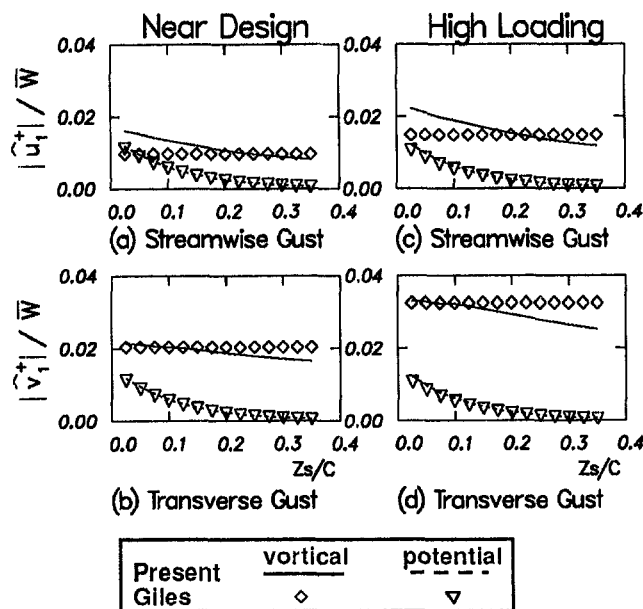 Near Design
High Loading
|û₁⁺| / W̅
0.04
0.02
0.00
0.0 0.1 0.2 0.3 0.4
(a) Streamwise Gust
0.04
0.02
0.00
0.0 0.1 0.2 0.3 0.4
(c) Streamwise Gust
|v̂₁⁺| / W̅
0.04
0.02
0.00
0.0 0.1 0.2 0.3 0.4
Zs/C
(b) Transverse Gust
0.04
0.02
0.00
0.0 0.1 0.2 0.3 0.4
Zs/C
(d) Transverse Gust
vortical potential
Present
Giles